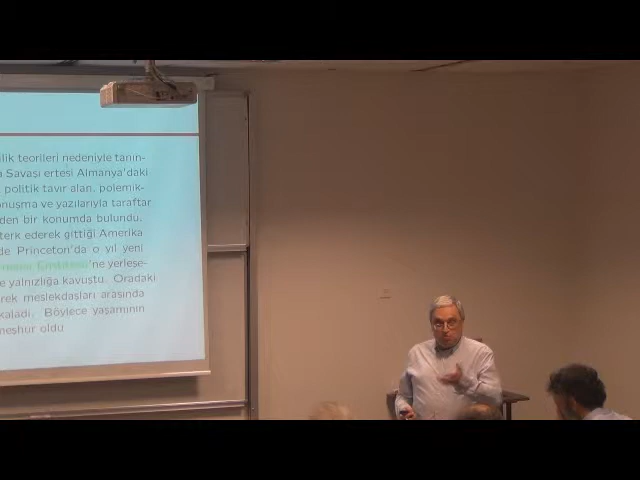 lik teorileri nedeniyle tanın-
Savası ertesi Almanya'daki
politik tavır alan, polemik-
onuşma ve yazılarıyla taraftar
den bir konumda bulundu.
terk ederek gittiği Amerika
de Princeton'da o yıl yeni
'ne yerleşe-
e yalnızlığa kavuştu. Oradaki
rek meslekdaşları arasında
kaladı. Böylece yaşamının
meşhur oldu